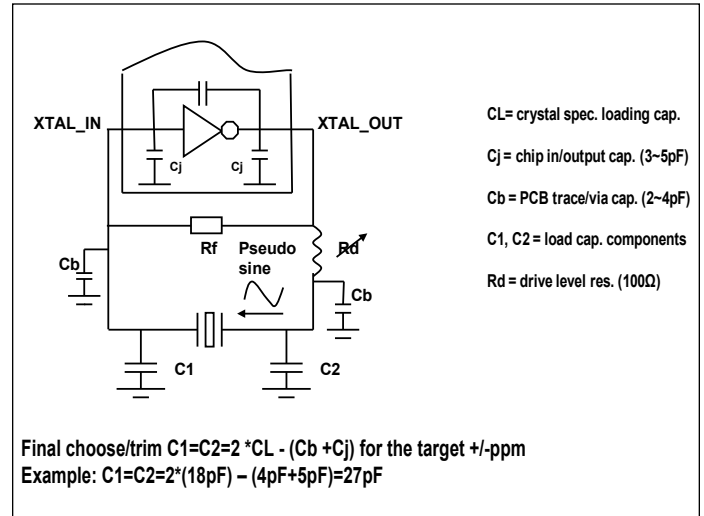 XTAL_IN
XTAL_OUT
Cj
Cj
Rf
Pseudo
sine
Rd
Cb
Cb
C1
C2
CL= crystal spec. loading cap.
Cj = chip in/output cap. (3~5pF)
Cb = PCB trace/via cap. (2~4pF)
C1, C2 = load cap. components
Rd = drive level res. (100Ω)
Final choose/trim C1=C2=2 *CL - (Cb +Cj) for the target +/-ppm
Example: C1=C2=2*(18pF) – (4pF+5pF)=27pF